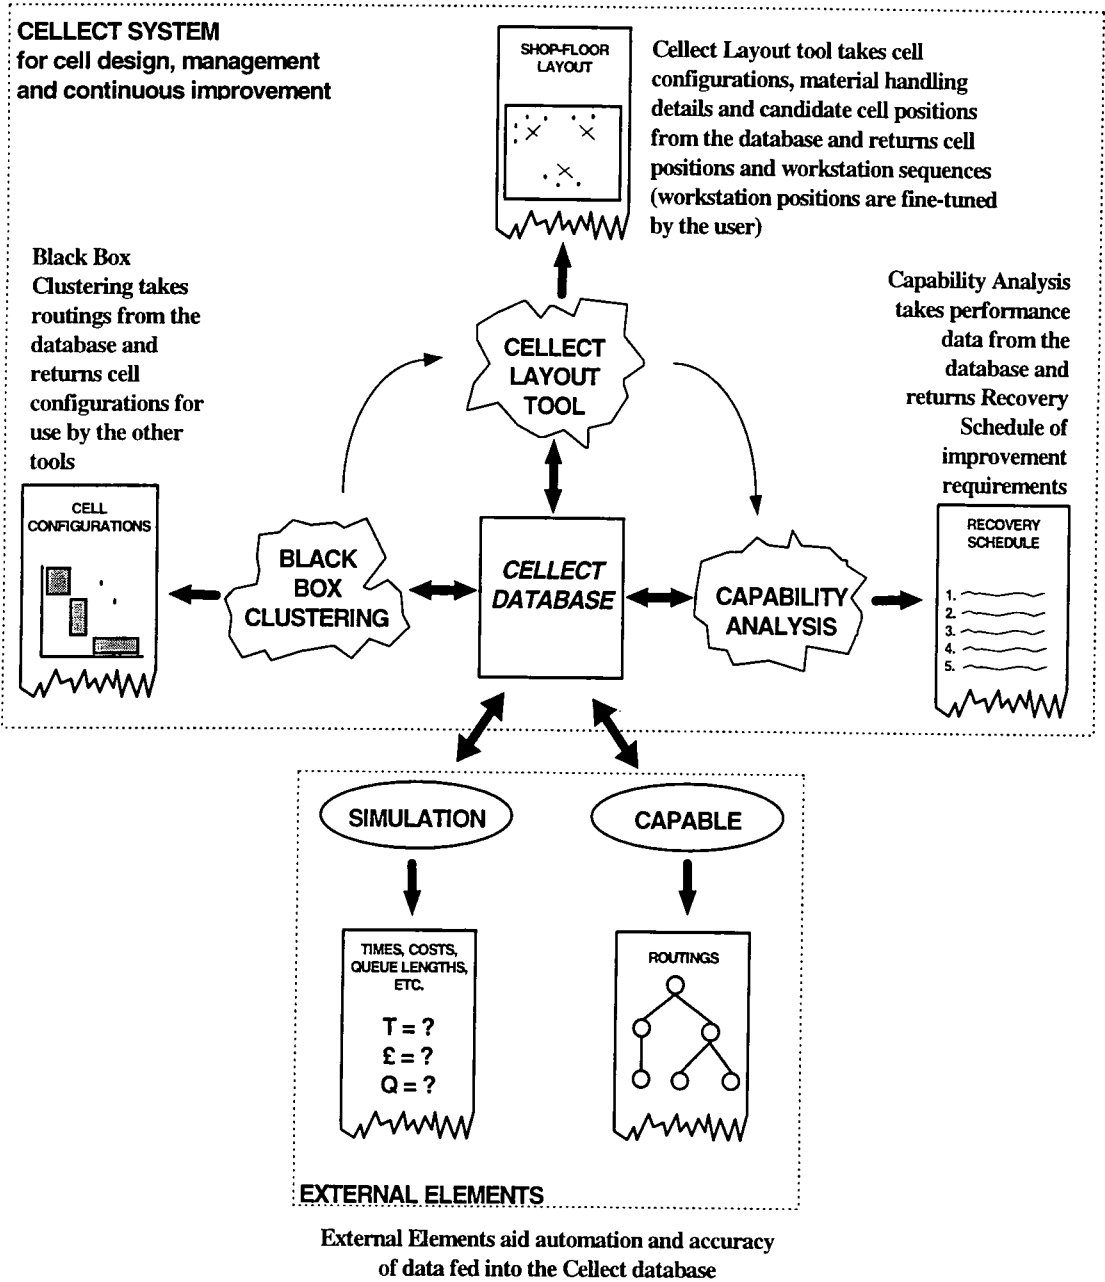 CELLECT SYSTEM
for cell design, management
and continuous improvement
SHOP-FLOOR
LAYOUT
Cellect Layout tool takes cell
configurations, material handling
details and candidate cell positions
from the database and returns cell
positions and workstation sequences
(workstation positions are fine-tuned
by the user)
Black Box
Clustering takes
routings from the
database and
returns cell
configurations for
use by the other
tools
CELLECT
LAYOUT
TOOL
Capability Analysis
takes performance
data from the
database and
returns Recovery
Schedule of
improvement
requirements
CELL
CONFIGURATIONS
BLACK
BOX
CLUSTERING
CELLECT
DATABASE
CAPABILITY
ANALYSIS
RECOVERY
SCHEDULE
1.
2.
3.
4.
5.
SIMULATION
CAPABLE
TIMES, COSTS,
QUEUE LENGTHS,
ETC.
T = ?
£ = ?
Q = ?
ROUTINGS
EXTERNAL ELEMENTS
External Elements aid automation and accuracy
of data fed into the Cellect database